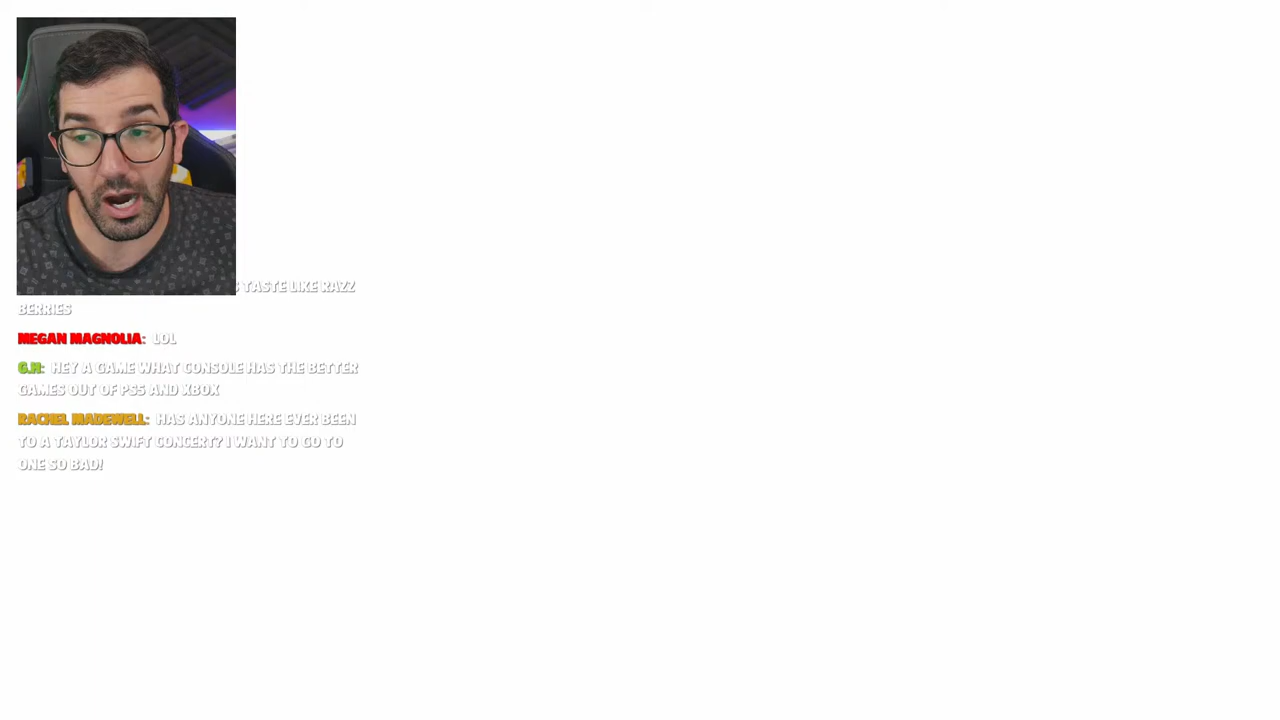 TASTE LIKE RAZZ
BERRIES
MEGAN MAGNOLIA: LOL
G.H: HEY A GAME WHAT CONSOLE HAS THE BETTER
GAMES OUT OF PS5 AND XBOX
RACHEL MADEWELL: HAS ANYONE HERE EVER BEEN
TO A TAYLOR SWIFT CONCERT? I WANT TO GO TO
ONE SO BAD!